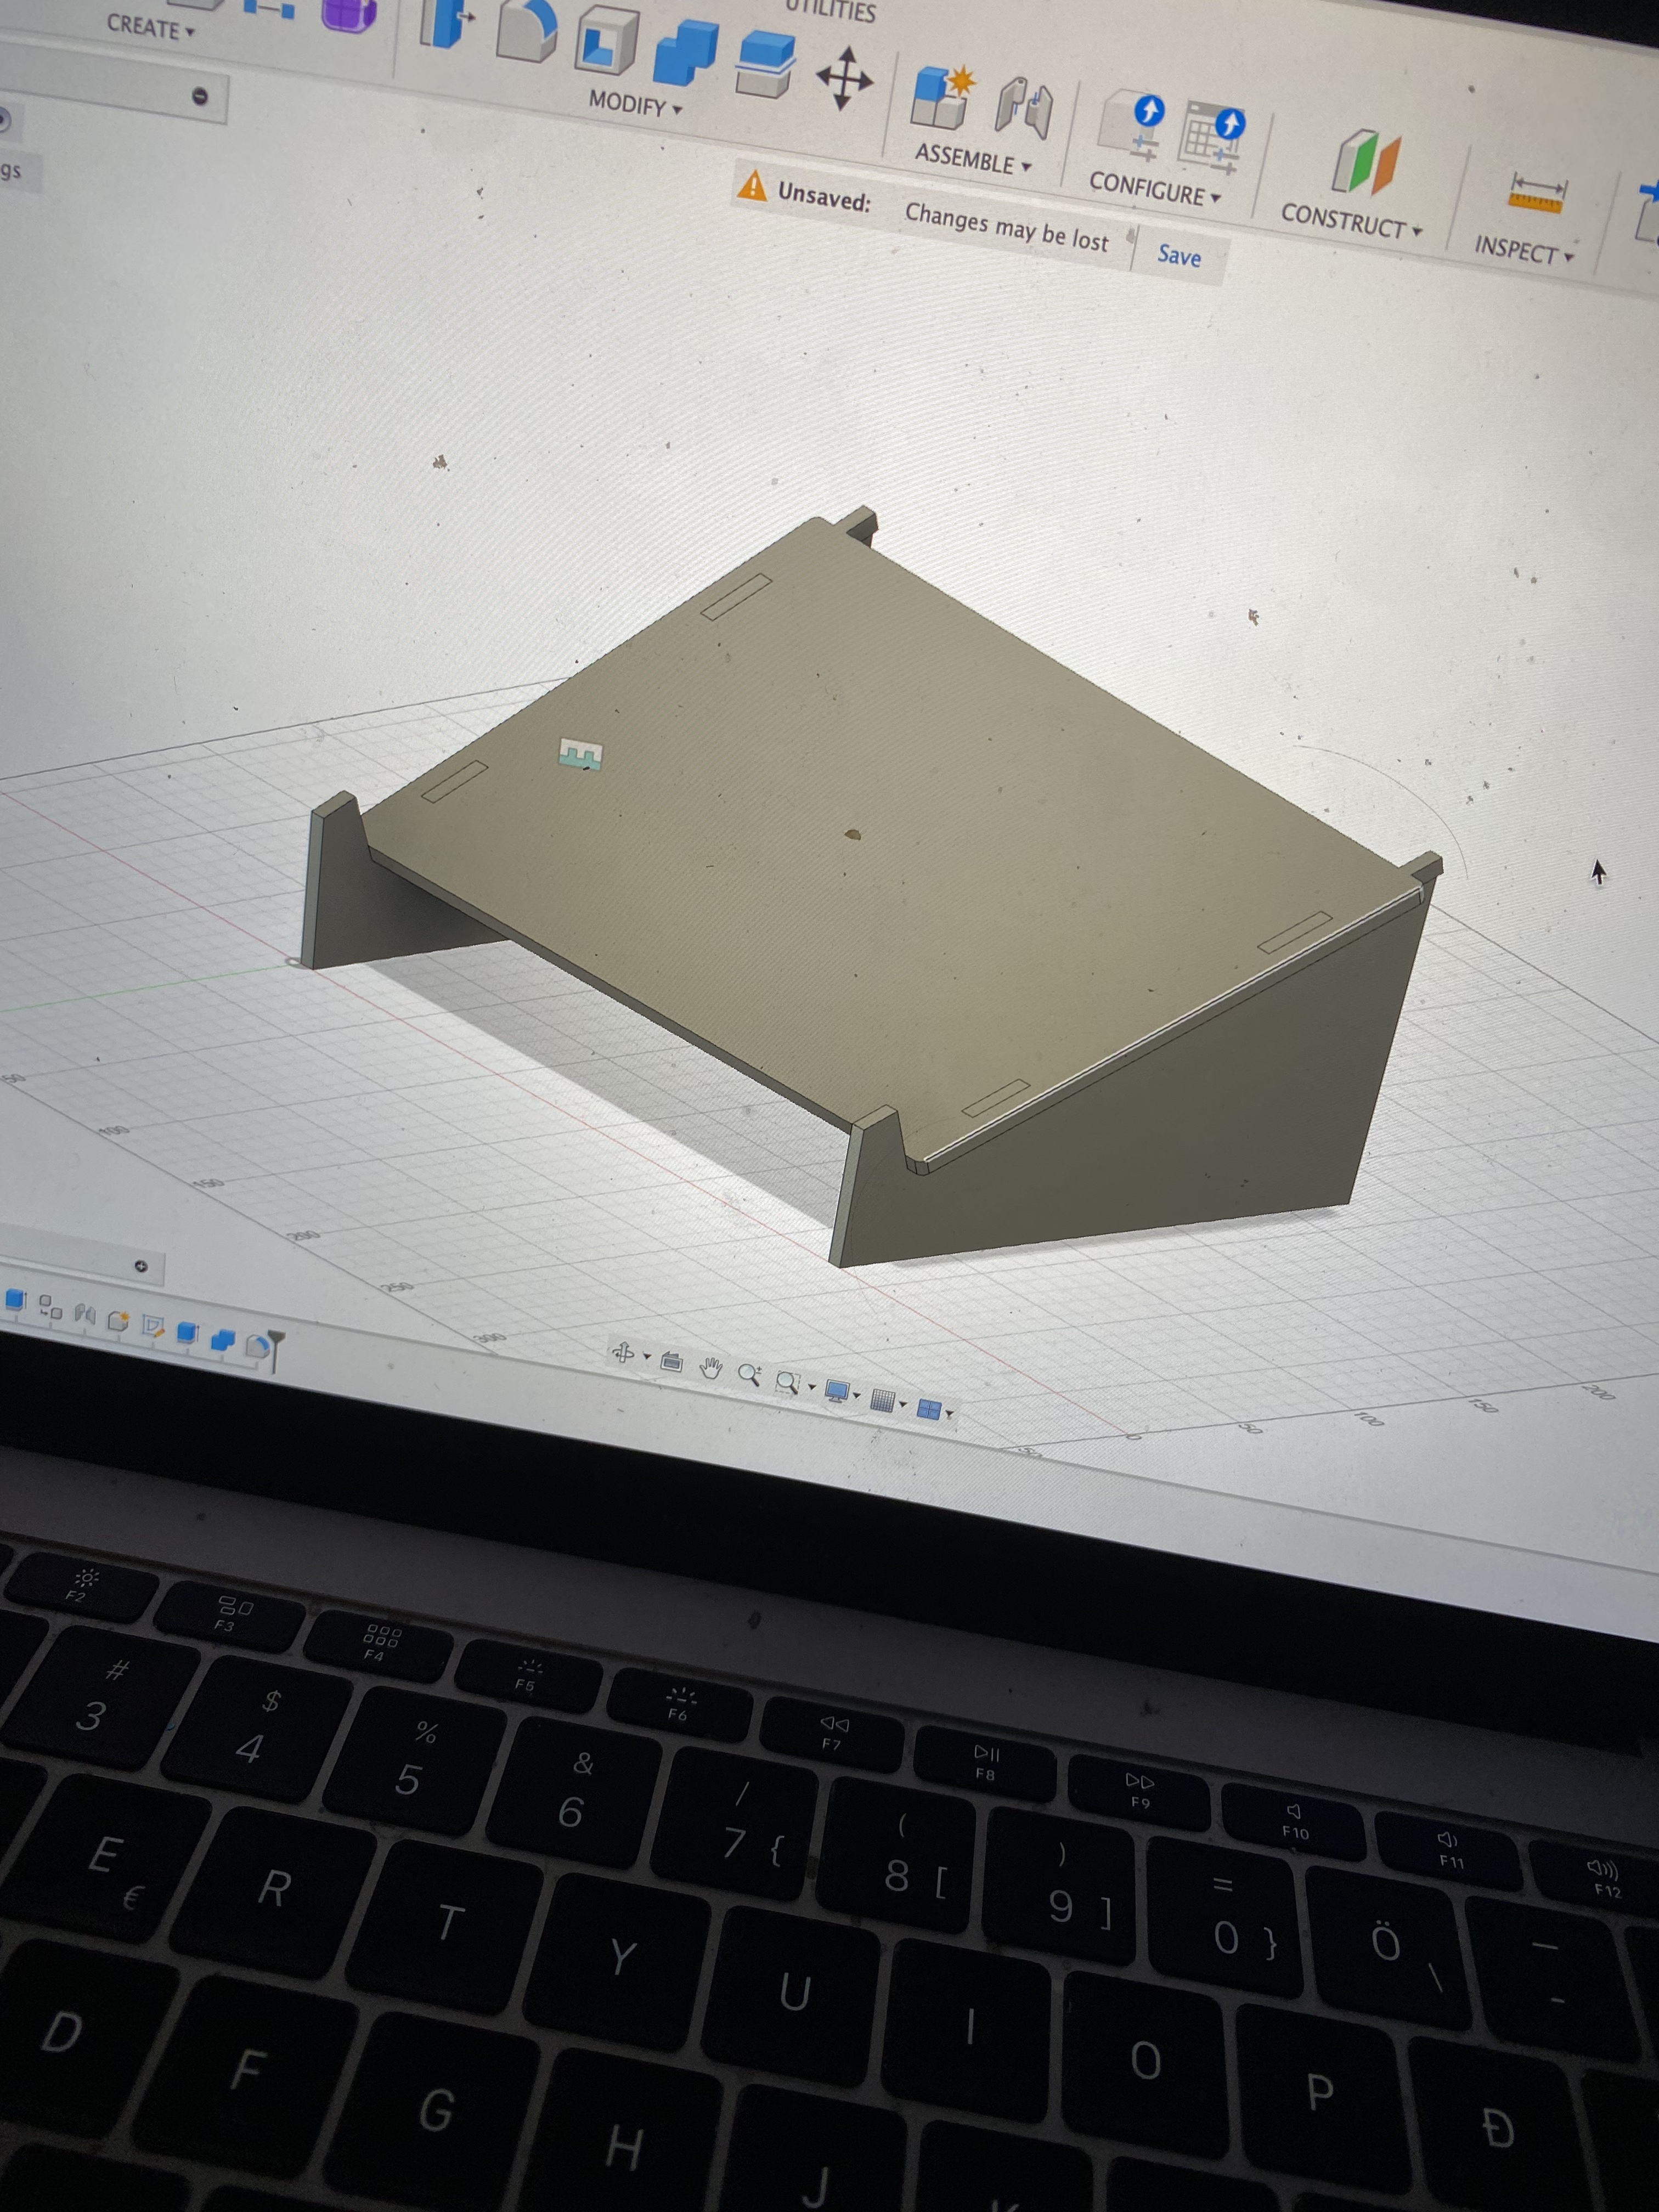 UTILITIES
CREATE ▾
MODIFY ▾
ASSEMBLE ▾
CONFIGURE ▾
CONSTRUCT ▾
INSPECT ▾
gs
Unsaved: Changes may be lost Save
50
100
150
200
250
300
50
0
50
100
150
200
F2
F3
F4
F5
F6
F7
F8
F9
F10
F11
F12
# 3
$ 4
% 5
& 6
/ 7 {
( 8 [
) 9 ]
= 0 }
Ö \
_ -
E €
R
T
Y
U
I
O
P
Ð
D
F
G
H
J
K